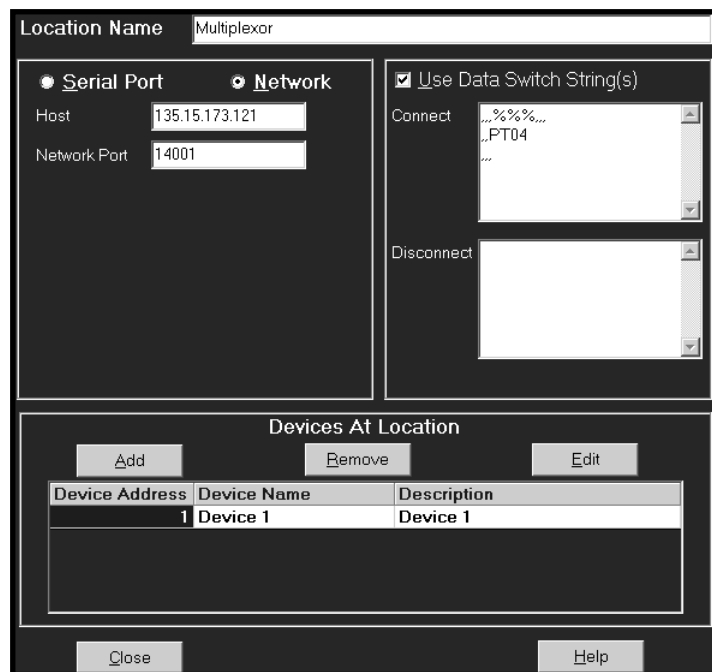 Location Name Multiplexor
Serial Port Network
Host 135.15.173.121
Network Port 14001
Use Data Switch String(s)
Connect ,,,%%%,,,
,,PT04
,,,
Disconnect
Devices At Location
Add Remove Edit
Device Address Device Name Description
1 Device 1 Device 1
Close Help